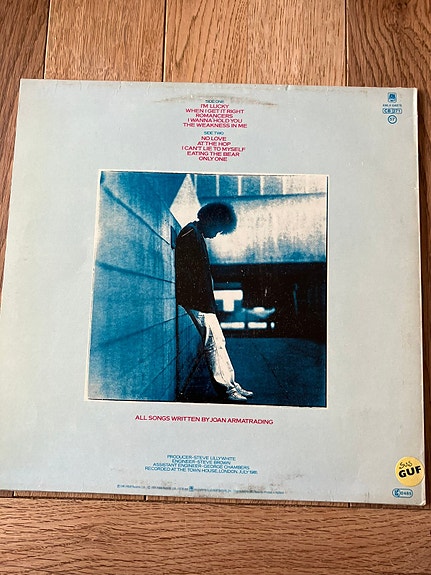 SIDE ONE
I'M LUCKY
WHEN I GET IT RIGHT
ROMANCERS
I WANNA HOLD YOU
THE WEAKNESS IN ME
SIDE TWO
NO LOVE
AT THE HOP
I CAN'T LIE TO MYSELF
EATING THE BEAR
ONLY ONE
ALL SONGS WRITTEN BY JOAN ARMATRADING
PRODUCER-STEVE LILLYWHITE
ENGINEER-STEVE BROWN
ASSISTANT ENGINEER-GEORGE CHAMBERS
RECORDED AT THE TOWN HOUSE, LONDON, JULY 1981
GUF